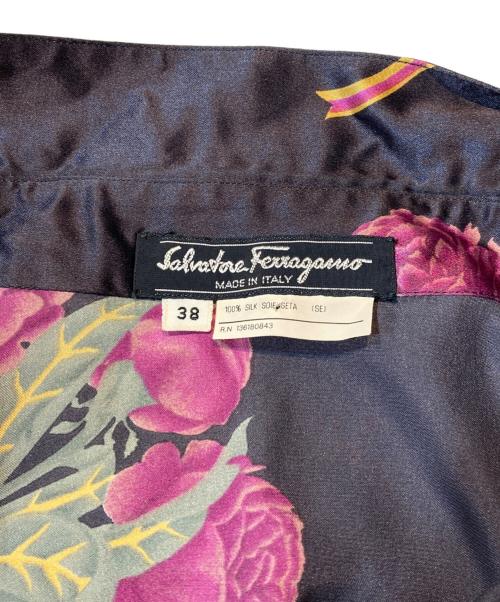 Salvatore Ferragamo
MADE IN ITALY
38
100% SILK SOIE SETA (SE)
R.N 136180843